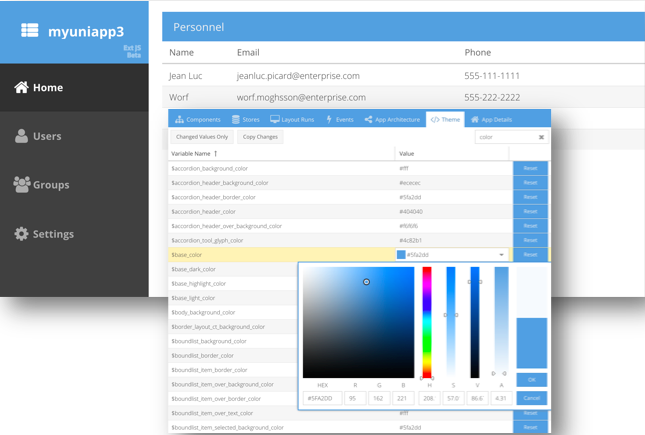 myuniapp3
Ext JS
Beta
Home
Users
Groups
Settings
Personnel
Name Email Phone
Jean Luc jeanluc.picard@enterprise.com 555-111-1111
Worf worf.moghsson@enterprise.com 555-222-2222
Components Stores Layout Runs Events App Architecture </> Theme App Details
Changed Values Only Copy Changes color
Variable Name ↑ Value
$accordion_background_color #fff Reset
$accordion_header_background_color #ececec Reset
$accordion_header_border_color #5fa2dd Reset
$accordion_header_color #404040 Reset
$accordion_header_over_background_color #f6f6f6 Reset
$accordion_tool_glyph_color #4c82b1 Reset
$base_color #5fa2dd Reset
$base_dark_color
$base_highlight_color
$base_light_color
$body_background_color
$border_layout_ct_background_color
$boundlist_background_color
$boundlist_border_color
$boundlist_item_border_color
$boundlist_item_over_background_color
$boundlist_item_over_border_color
$boundlist_item_over_text_color #fff Reset
$boundlist_item_selected_background_color #5fa2dd Reset
OK
HEX R G B H S V A
#5FA2DD 95 162 221 208 57.0 86.6 4.31 Cancel